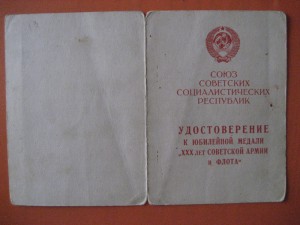 СОЮЗ
СОВЕТСКИХ
СОЦИАЛИСТИЧЕСКИХ
РЕСПУБЛИК
УДОСТОВЕРЕНИЕ
К ЮБИЛЕЙНОЙ МЕДАЛИ
„XXX ЛЕТ СОВЕТСКОЙ АРМИИ
И ФЛОТА“